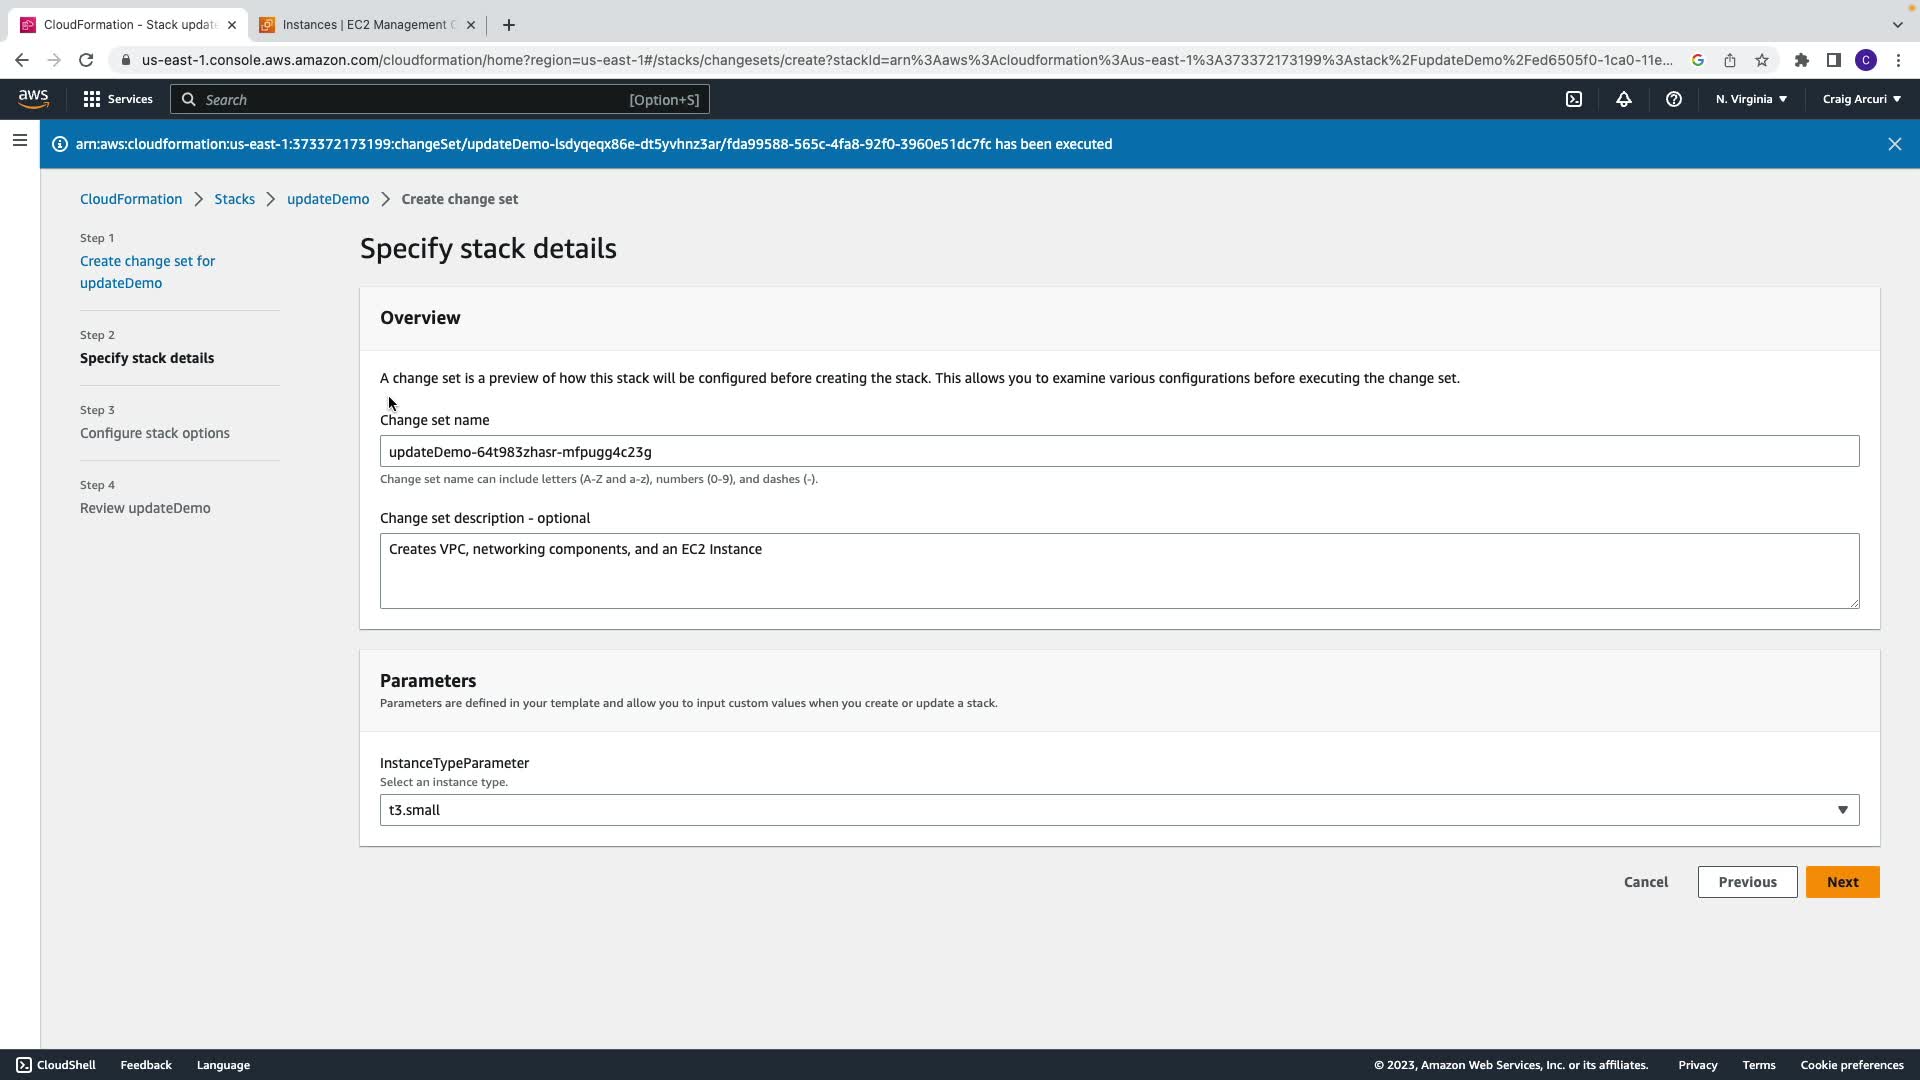 CloudFormation - Stack update
Instances | EC2 Management C
us-east-1.console.aws.amazon.com/cloudformation/home?region=us-east-1#/stacks/changesets/create?stackId=arn%3Aaws%3Acloudformation%3Aus-east-1%3A373372173199%3Astack%2FupdateDemo%2Fed6505f0-1ca0-11e...
C
aws
Services
Search
[Option+S]
N. Virginia
Craig Arcuri
arn:aws:cloudformation:us-east-1:373372173199:changeSet/updateDemo-lsdyqeqx86e-dt5yvhnz3ar/fda99588-565c-4fa8-92f0-3960e51dc7fc has been executed
CloudFormation > Stacks > updateDemo > Create change set
Step 1
Create change set for
updateDemo
Step 2
Specify stack details
Step 3
Configure stack options
Step 4
Review updateDemo
Specify stack details
Overview
A change set is a preview of how this stack will be configured before creating the stack. This allows you to examine various configurations before executing the change set.
Change set name
updateDemo-64t983zhasr-mfpugg4c23g
Change set name can include letters (A-Z and a-z), numbers (0-9), and dashes (-).
Change set description - optional
Creates VPC, networking components, and an EC2 Instance
Parameters
Parameters are defined in your template and allow you to input custom values when you create or update a stack.
InstanceTypeParameter
Select an instance type.
t3.small
Cancel
Previous
Next
CloudShell
Feedback
Language
© 2023, Amazon Web Services, Inc. or its affiliates.
Privacy
Terms
Cookie preferences